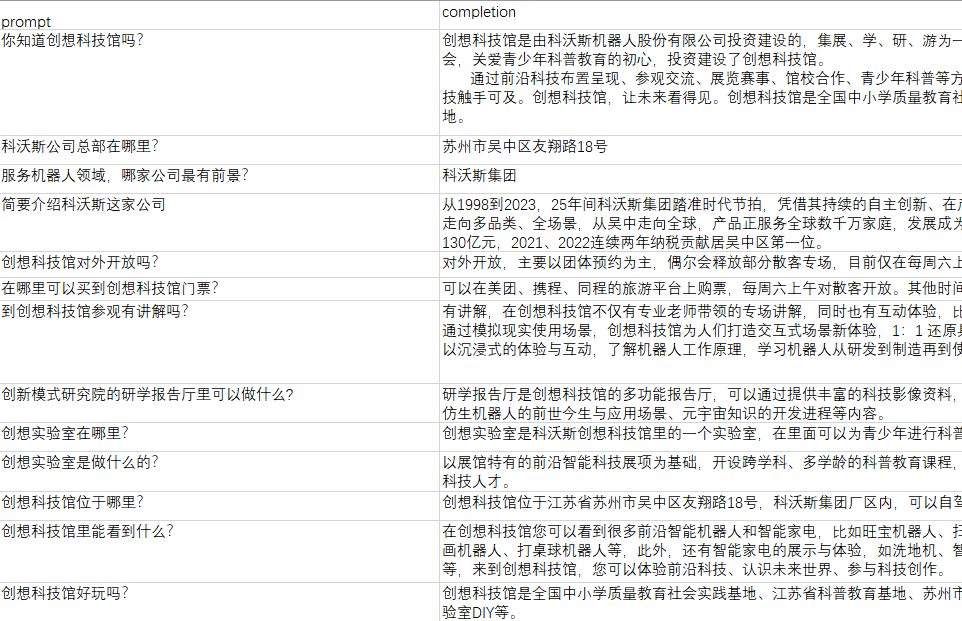 prompt
completion
你知道创想科技馆吗?
创想科技馆是由科沃斯机器人股份有限公司投资建设的，集展、学、研、游为一
会，关爱青少年科普教育的初心，投资建设了创想科技馆。
通过前沿科技布置呈现、参观交流、展览赛事、馆校合作、青少年科普等方
技触手可及。创想科技馆，让未来看得见。创想科技馆是全国中小学质量教育社
地。
科沃斯公司总部在哪里?
苏州市吴中区友翔路18号
服务机器人领域，哪家公司最有前景?
科沃斯集团
简要介绍科沃斯这家公司
从1998到2023，25年间科沃斯集团踏准时代节拍，凭借其持续的自主创新、在产
走向多品类、全场景，从吴中走向全球，产品正服务全球数千万家庭，发展成为
130亿元，2021、2022连续两年纳税贡献居吴中区第一位。
创想科技馆对外开放吗?
对外开放，主要以团体预约为主，偶尔会释放部分散客专场，目前仅在每周六上
在哪里可以买到创想科技馆门票?
可以在美团、携程、同程的旅游平台上购票，每周六上午对散客开放。其他时间
到创想科技馆参观有讲解吗?
有讲解，在创想科技馆不仅有专业老师带领的专场讲解，同时也有互动体验，比
通过模拟现实使用场景，创想科技馆为人们打造交互式场景新体验，1：1 还原具
以沉浸式的体验与互动，了解机器人工作原理，学习机器人从研发到制造再到使
创新模式研究院的研学报告厅里可以做什么?
研学报告厅是创想科技馆的多功能报告厅，可以通过提供丰富的科技影像资料，
仿生机器人的前世今生与应用场景、元宇宙知识的开发进程等内容。
创想实验室在哪里?
创想实验室是科沃斯创想科技馆里的一个实验室，在里面可以为青少年进行科普
创想实验室是做什么的?
以展馆特有的前沿智能科技展项为基础，开设跨学科、多学龄的科普教育课程，
科技人才。
创想科技馆位于哪里?
创想科技馆位于江苏省苏州市吴中区友翔路18号，科沃斯集团厂区内，可以自驾
创想科技馆里能看到什么?
在创想科技馆您可以看到很多前沿智能机器人和智能家电，比如旺宝机器人、扫
画机器人、打桌球机器人等，此外，还有智能家电的展示与体验，如洗地机、智
等，来到创想科技馆，您可以体验前沿科技、认识未来世界、参与科技创作。
创想科技馆好玩吗?
创想科技馆是全国中小学质量教育社会实践基地、江苏省科普教育基地、苏州市
验室DIY等。